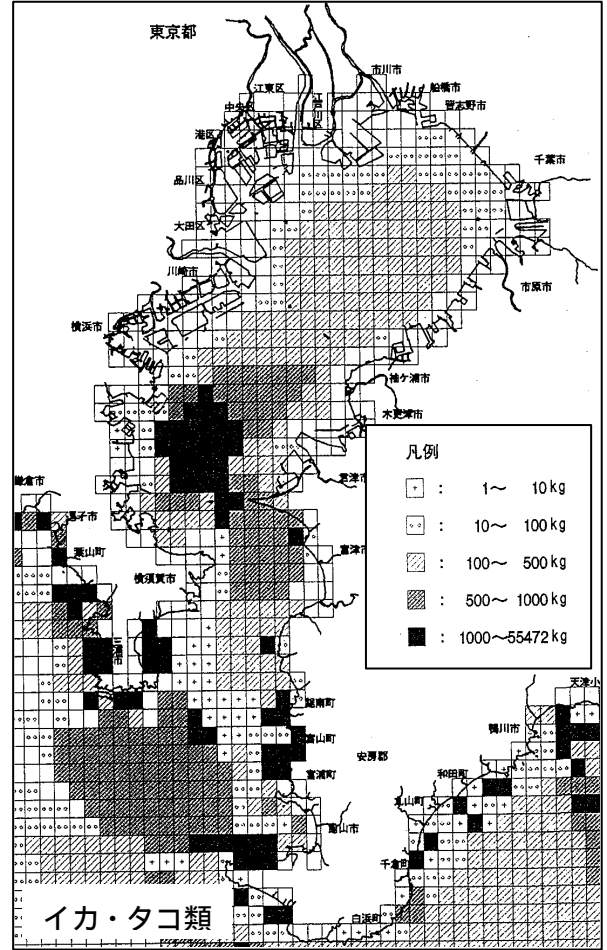 東京都
市川市
船橋市
習志野市
江東区
江戸川区
中央区
港区
千葉市
品川区
大田区
川崎市
市原市
横浜市
袖ケ浦市
木更津市
凡例
: 1～ 10kg
: 10～ 100kg
: 100～ 500kg
: 500～ 1000kg
: 1000～55472kg
鎌倉市
君津市
逗子市
葉山町
富津市
横須賀市
三浦市
天津小
鋸南町
鴨川市
富山町
安房郡
富浦町
和田町
丸山町
館山市
千倉町
白浜町
イカ・タコ類